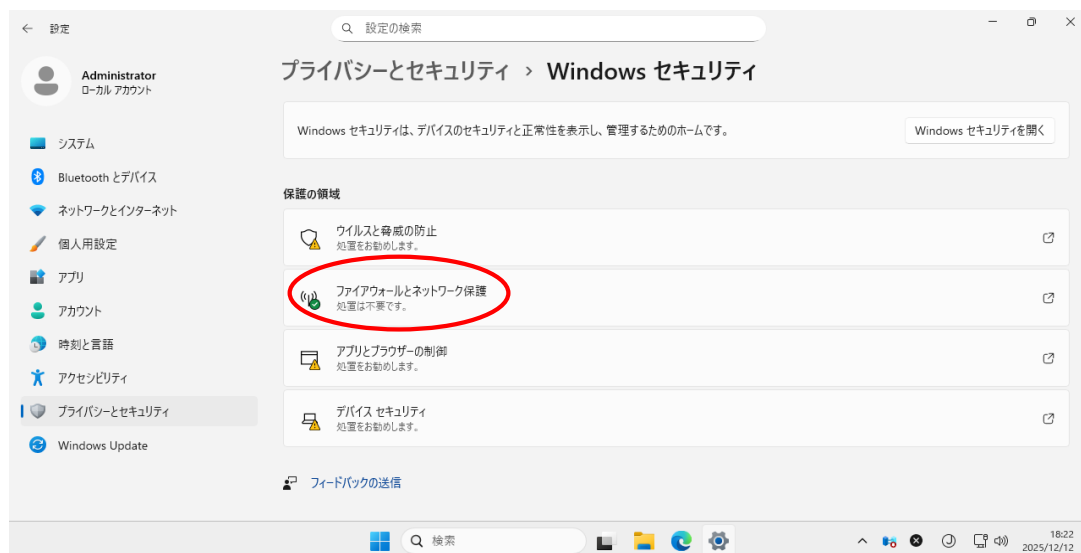 設定
設定の検索
Administrator
ローカル アカウント
システム
Bluetooth とデバイス
ネットワークとインターネット
個人用設定
アプリ
アカウント
時刻と言語
アクセシビリティ
プライバシーとセキュリティ
Windows Update
プライバシーとセキュリティ › Windows セキュリティ
Windows セキュリティは、デバイスのセキュリティと正常性を表示し、管理するためのホームです。
Windows セキュリティを開く
保護の領域
ウイルスと脅威の防止
処置をお勧めします。
ファイアウォールとネットワーク保護
処置は不要です。
アプリとブラウザーの制御
処置をお勧めします。
デバイス セキュリティ
処置をお勧めします。
フィードバックの送信
検索
18:22
2025/12/12